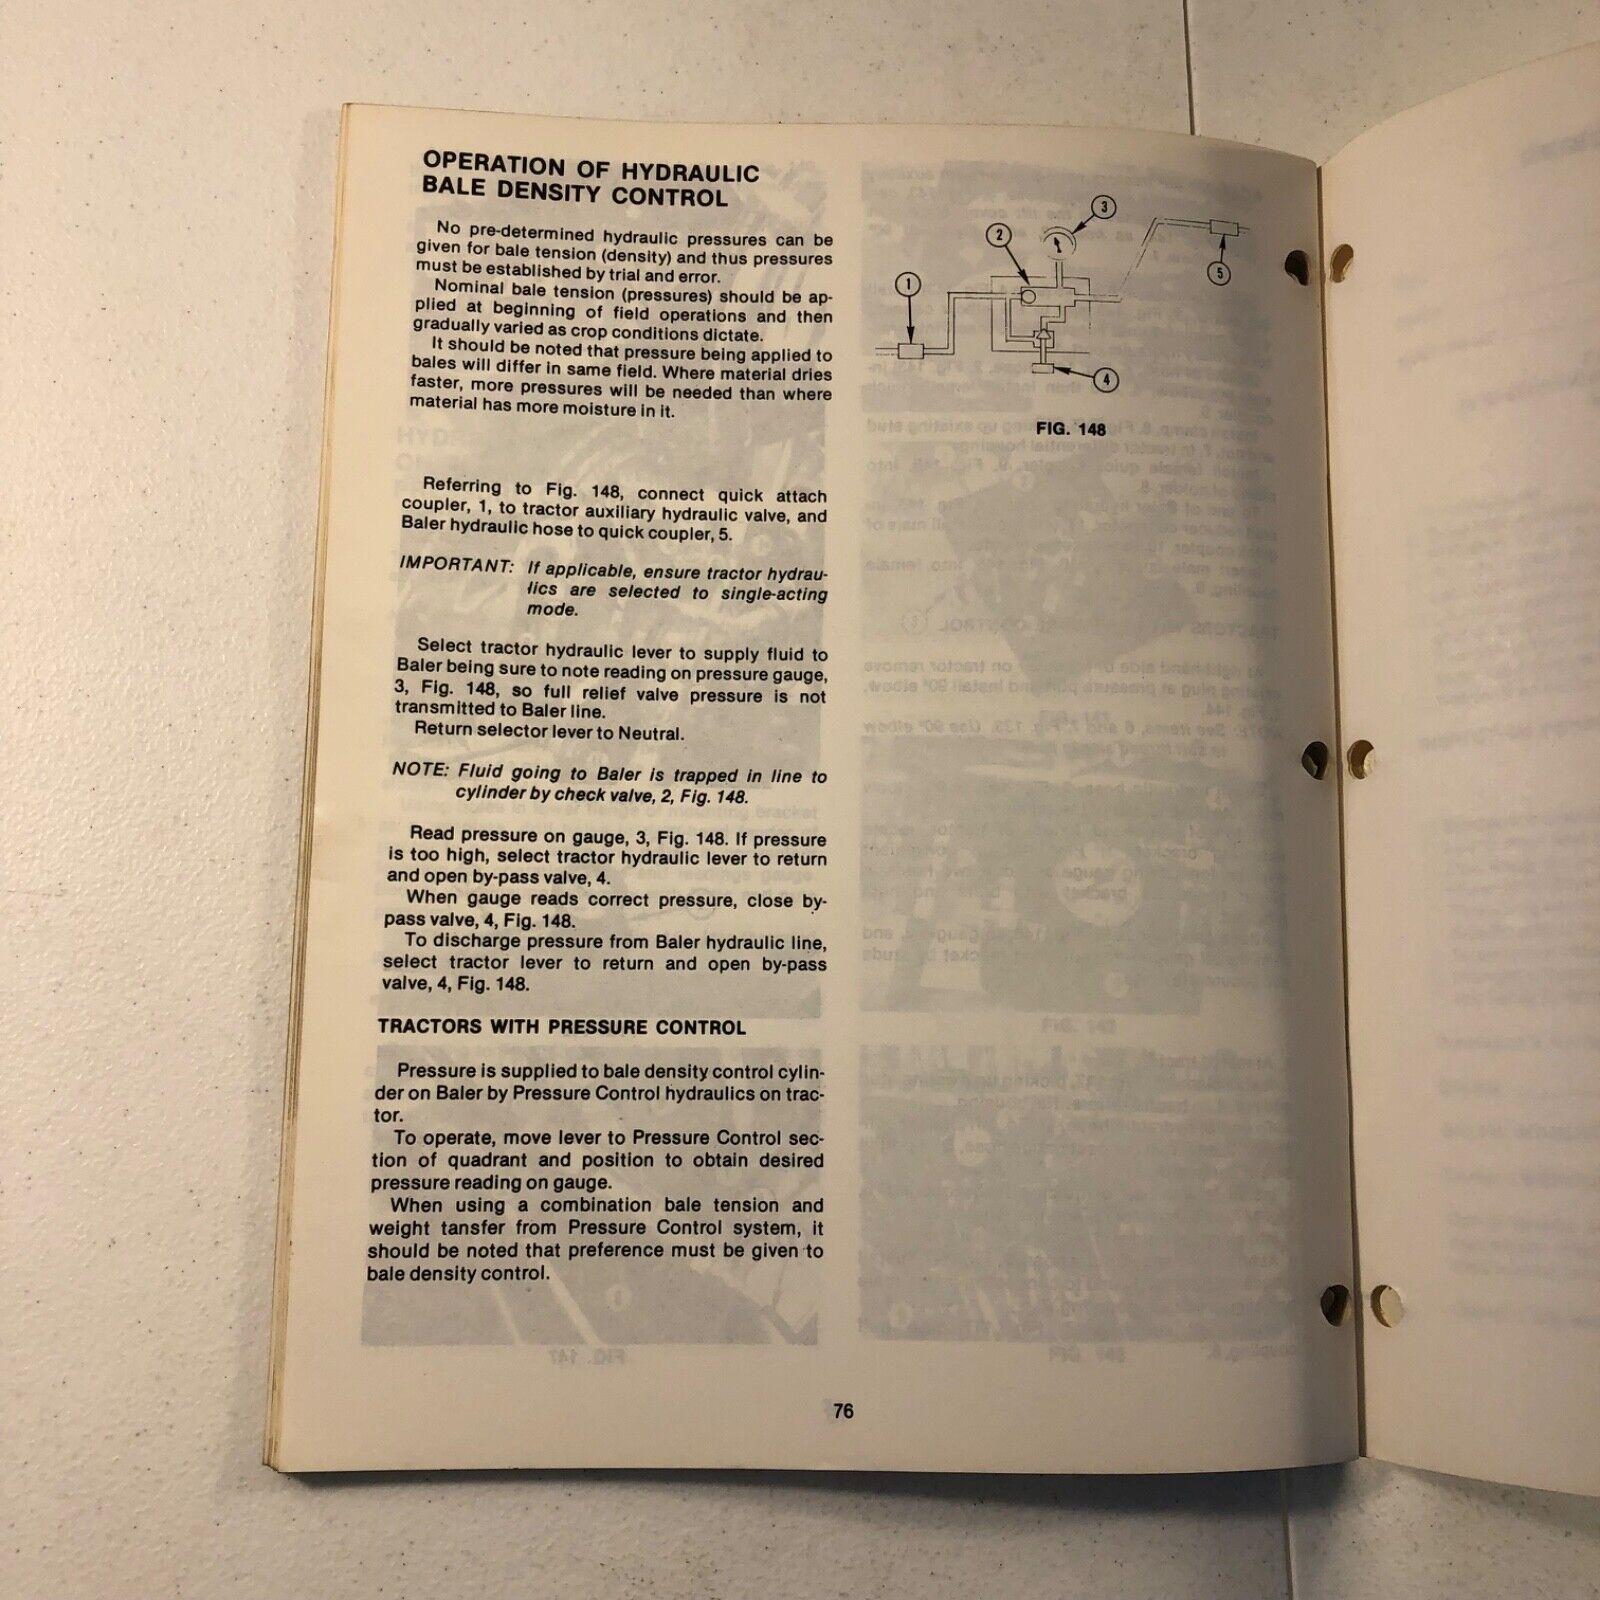 OPERATION OF HYDRAULIC
BALE DENSITY CONTROL
No pre-determined hydraulic pressures can be
given for bale tension (density) and thus pressures
must be established by trial and error.
Nominal bale tension (pressures) should be ap-
plied at beginning of field operations and then
gradually varied as crop conditions dictate.
It should be noted that pressure being applied to
bales will differ in same field. Where material dries
faster, more pressures will be needed than where
material has more moisture in it.
Referring to Fig. 148, connect quick attach
coupler, 1, to tractor auxiliary hydraulic valve, and
Baler hydraulic hose to quick coupler, 5.
IMPORTANT: If applicable, ensure tractor hydrau-
lics are selected to single-acting
mode.
Select tractor hydraulic lever to supply fluid to
Baler being sure to note reading on pressure gauge,
3, Fig. 148, so full relief valve pressure is not
transmitted to Baler line.
Return selector lever to Neutral.
NOTE: Fluid going to Baler is trapped in line to
cylinder by check valve, 2, Fig. 148.
Read pressure on gauge, 3, Fig. 148. If pressure
is too high, select tractor hydraulic lever to return
and open by-pass valve, 4.
When gauge reads correct pressure, close by-
pass valve, 4, Fig. 148.
To discharge pressure from Baler hydraulic line,
select tractor lever to return and open by-pass
valve, 4, Fig. 148.
TRACTORS WITH PRESSURE CONTROL
Pressure is supplied to bale density control cylin-
der on Baler by Pressure Control hydraulics on trac-
tor.
To operate, move lever to Pressure Control sec-
tion of quadrant and position to obtain desired
pressure reading on gauge.
When using a combination bale tension and
weight tansfer from Pressure Control system, it
should be noted that preference must be given to
bale density control.
1
2
3
5
4
FIG. 148
76